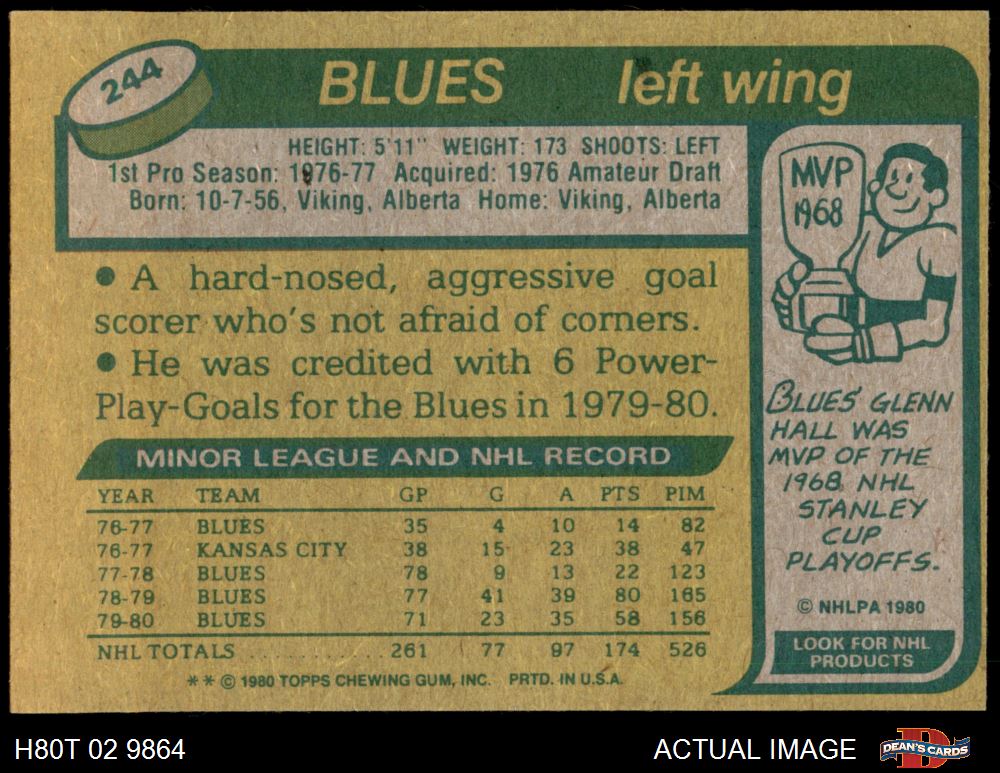 244
BLUES left wing
HEIGHT: 5'11" WEIGHT: 173 SHOOTS: LEFT
1st Pro Season: 1976-77 Acquired: 1976 Amateur Draft
Born: 10-7-56, Viking, Alberta Home: Viking, Alberta
• A hard-nosed, aggressive goal
scorer who's not afraid of corners.
• He was credited with 6 Power-
Play-Goals for the Blues in 1979-80.
MINOR LEAGUE AND NHL RECORD
YEAR TEAM GP G A PTS PIM
76-77 BLUES 35 4 10 14 82
76-77 KANSAS CITY 38 15 23 38 47
77-78 BLUES 78 9 13 22 123
78-79 BLUES 77 41 39 80 165
79-80 BLUES 71 23 35 58 156
NHL TOTALS ............ 261 77 97 174 526
** © 1980 TOPPS CHEWING GUM, INC. PRTD. IN U.S.A.
MVP
1968
BLUES' GLENN
HALL WAS
MVP OF THE
1968 NHL
STANLEY
CUP
PLAYOFFS.
© NHLPA 1980
LOOK FOR NHL
PRODUCTS
H80T 02 9864
ACTUAL IMAGE
D
DEAN'S CARDS